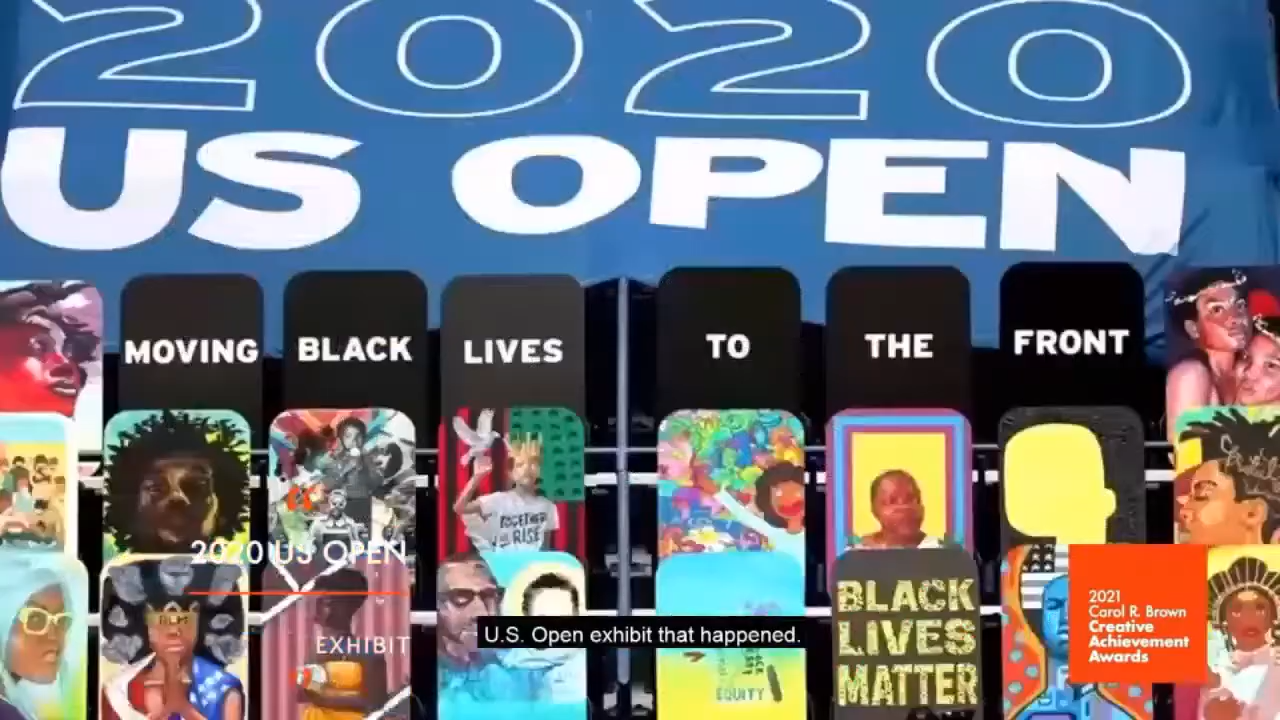 2020
US OPEN
MOVING BLACK LIVES TO THE FRONT
TOGETHER
RISE
2020 US OPEN
EXHIBIT
BLM
U.S. Open exhibit that happened.
EQUITY
BLACK
LIVES
MATTER
2021
Carol R. Brown
Creative
Achievement
Awards